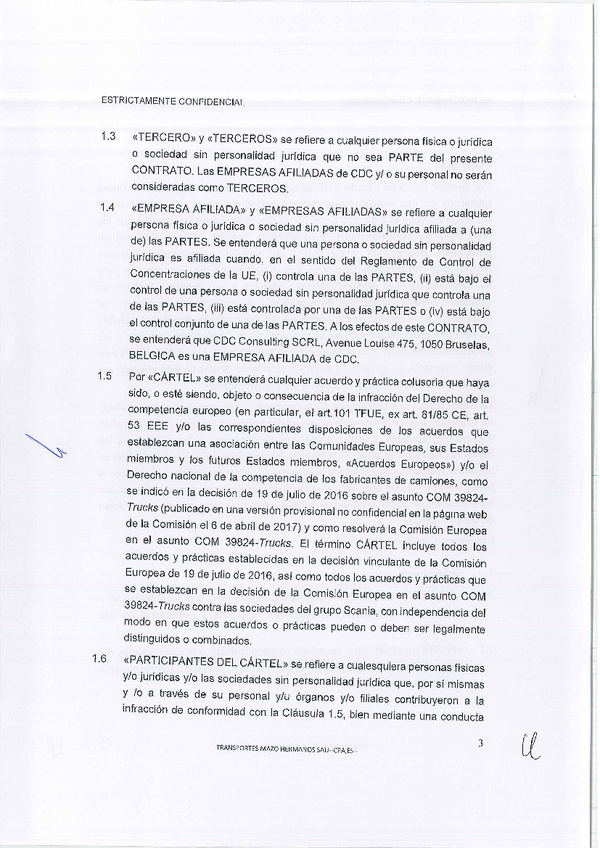 ESTRICTAMENTE CONFIDENCIAL
1.3 «TERCERO» y «TERCEROS» se refiere a cualquier persona física o jurídica
o sociedad sin personalidad jurídica que no sea PARTE del presente
CONTRATO. Las EMPRESAS AFILIADAS de CDC y/ o su personal no serán
consideradas como TERCEROS.
1.4 «EMPRESA AFILIADA» y «EMPRESAS AFILIADAS» se refiere a cualquier
persona física o jurídica o sociedad sin personalidad jurídica afiliada a (una
de) las PARTES. Se entenderá que una persona o sociedad sin personalidad
jurídica es afiliada cuando, en el sentido del Reglamento de Control de
Concentraciones de la UE, (i) controla una de las PARTES, (ii) está bajo el
control de una persona o sociedad sin personalidad jurídica que controla una
de las PARTES, (iii) está controlada por una de las PARTES o (iv) está bajo
el control conjunto de una de las PARTES. A los efectos de este CONTRATO,
se entenderá que CDC Consulting SCRL, Avenue Louise 475, 1050 Bruselas,
BELGICA es una EMPRESA AFILIADA de CDC.
1.5 Por «CÁRTEL» se entenderá cualquier acuerdo y práctica colusoria que haya
sido, o esté siendo, objeto o consecuencia de la infracción del Derecho de la
competencia europeo (en particular, el art.101 TFUE, ex art. 81/85 CE, art.
53 EEE y/o las correspondientes disposiciones de los acuerdos que
establezcan una asociación entre las Comunidades Europeas, sus Estados
miembros y los futuros Estados miembros, «Acuerdos Europeos») y/o el
Derecho nacional de la competencia de los fabricantes de camiones, como
se indicó en la decisión de 19 de julio de 2016 sobre el asunto COM 39824-
Trucks (publicado en una versión provisional no confidencial en la página web
de la Comisión el 6 de abril de 2017) y como resolverá la Comisión Europea
en el asunto COM 39824-Trucks. El término CÁRTEL incluye todos los
acuerdos y prácticas establecidas en la decisión vinculante de la Comisión
Europea de 19 de julio de 2016, así como todos los acuerdos y prácticas que
se establezcan en la decisión de la Comisión Europea en el asunto COM
39824-Trucks contra las sociedades del grupo Scania, con independencia del
modo en que estos acuerdos o prácticas pueden o deben ser legalmente
distinguidos o combinados.
1.6 «PARTICIPANTES DEL CÁRTEL» se refiere a cualesquiera personas físicas
y/o jurídicas y/o las sociedades sin personalidad jurídica que, por sí mismas
y /o a través de su personal y/u órganos y/o filiales contribuyeron a la
infracción de conformidad con la Cláusula 1.5, bien mediante una conducta
3
TRANSPORTES MAZO HERMANOS SAU--CPA,ES-